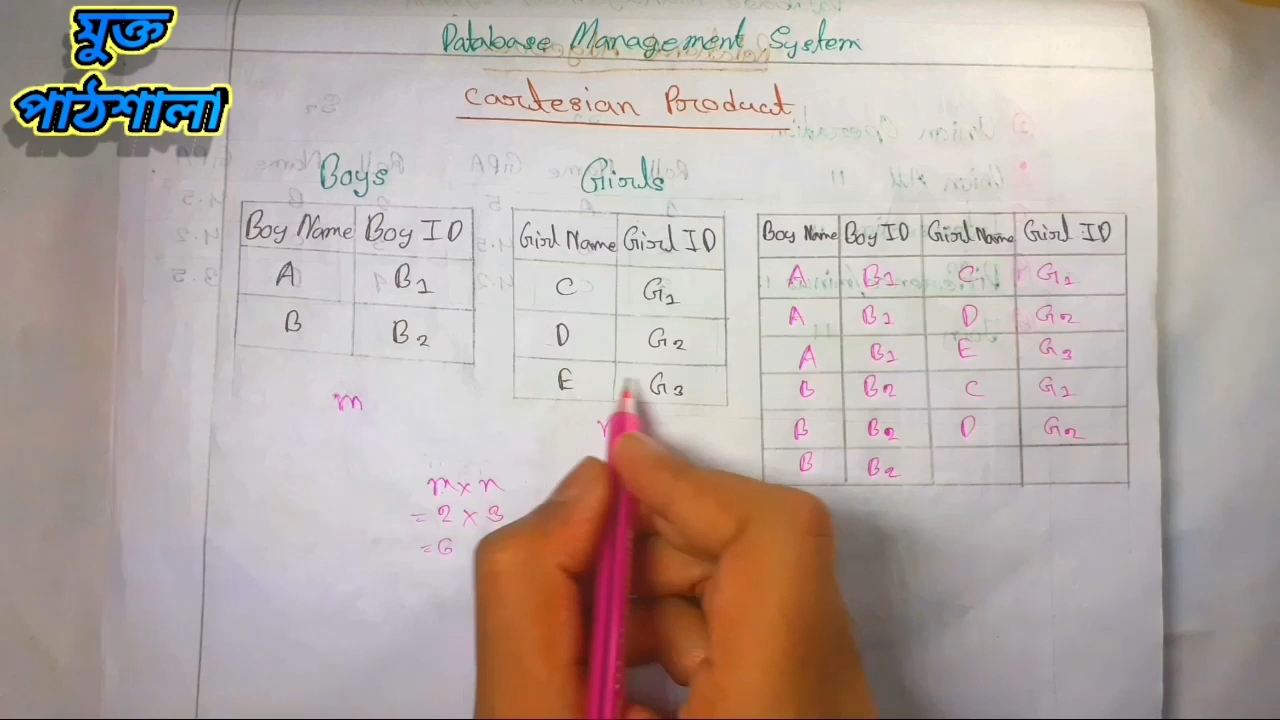 মুক্ত
পাঠশালা
Database Management System
Cartesian Product
Boys
Boy Name Boy ID
A B1
B B2
m
Girls
Girl Name Girl ID
C G1
D G2
E G3
Boy Name Boy ID Girl Name Girl ID
A B1 C G1
A B1 D G2
A B1 E G3
B B2 C G1
B B2 D G2
B B2
m x n
= 2 x 3
= 6